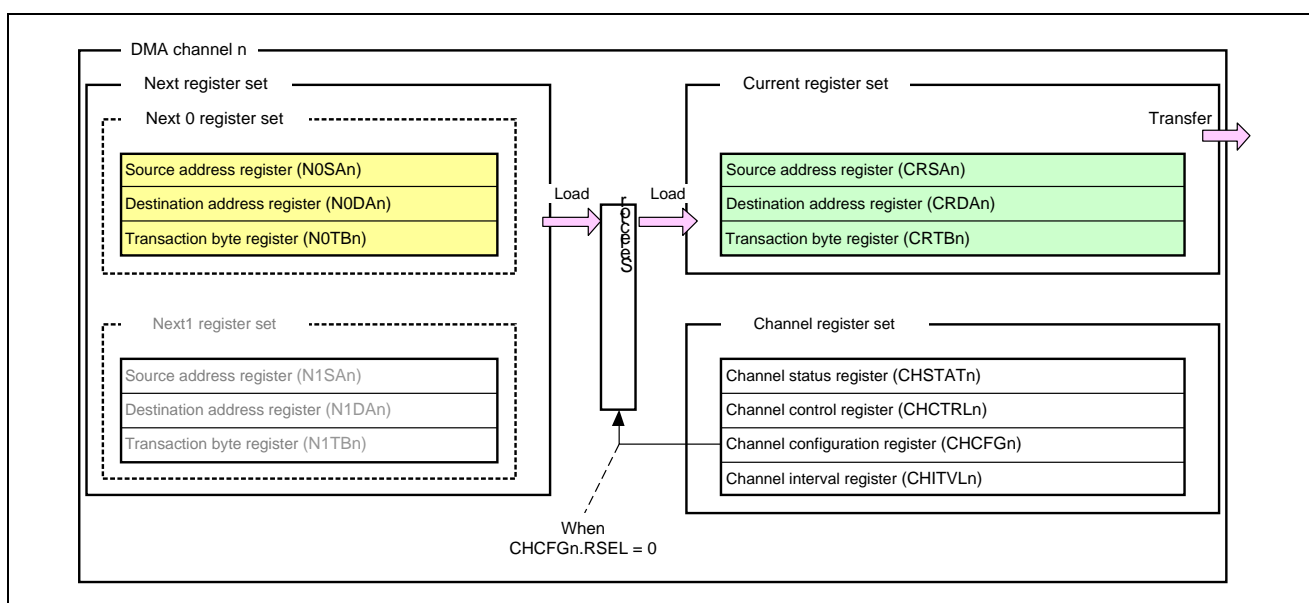 DMA channel n
Next register set
Next 0 register set
Source address register (N0SAn)
Destination address register (N0DAn)
Transaction byte register (N0TBn)
Next1 register set
Source address register (N1SAn)
Destination address register (N1DAn)
Transaction byte register (N1TBn)
Load
Selector
Load
When
CHCFGn.RSEL = 0
Current register set
Transfer
Source address register (CRSAn)
Destination address register (CRDAn)
Transaction byte register (CRTBn)
Channel register set
Channel status register (CHSTATn)
Channel control register (CHCTRLn)
Channel configuration register (CHCFGn)
Channel interval register (CHITVLn)